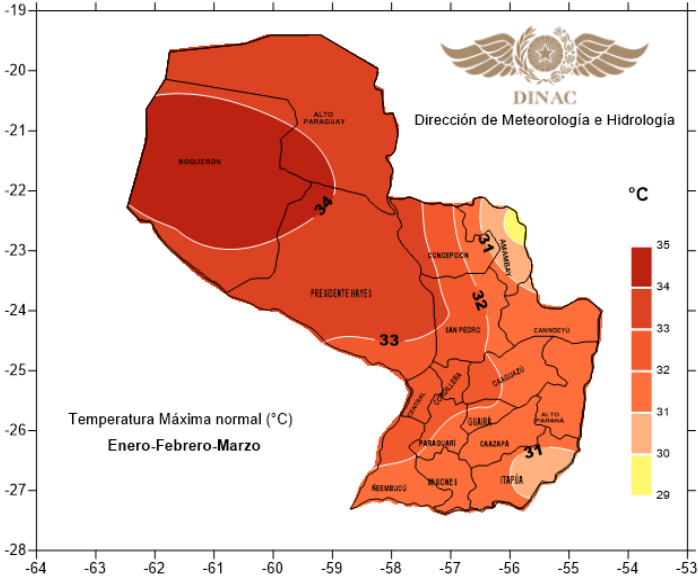 -19
-20
-21
-22
-23
-24
-25
-26
-27
-28
-64
-63
-62
-61
-60
-59
-58
-57
-56
-55
-54
-53
DINAC
Dirección de Meteorología e Hidrología
ALTO
PARAGUAY
BOQUERÓN
34
PRESIDENTE HAYES
33
CONCEPCION
31
AMAMBAY
32
SAN PEDRO
CANINDEYÚ
CAAGUAZÚ
CORDILLERA
CENTRAL
GUAIRÁ
ALTO
PARANÁ
PARAGUARÍ
CAAZAPÁ
31
ÑEEMBUCÚ
MISIONES
ITAPÚA
°C
35
34
33
32
31
30
29
Temperatura Máxima normal (°C)
Enero-Febrero-Marzo